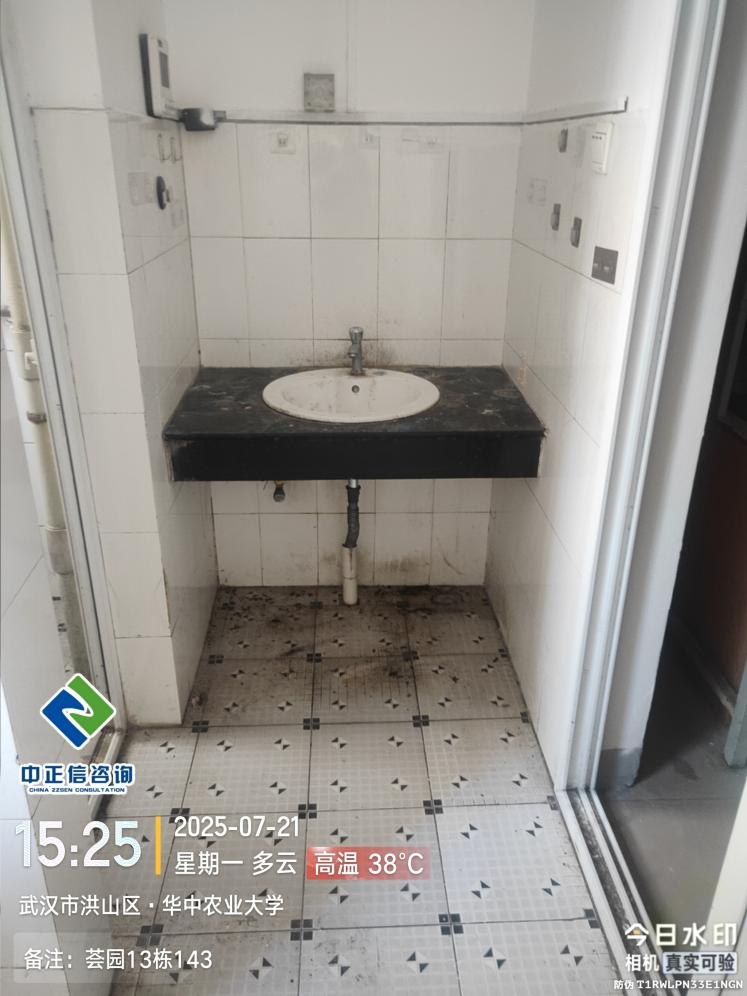 中正信咨询
CHINA ZZSEN CONSULTATION
15:25
2025-07-21
星期一 多云 高温 38°C
武汉市洪山区·华中农业大学
备注：荟园13栋143
今日水印
相机 真实可验
防伪 T1RWLPN33E1NGN